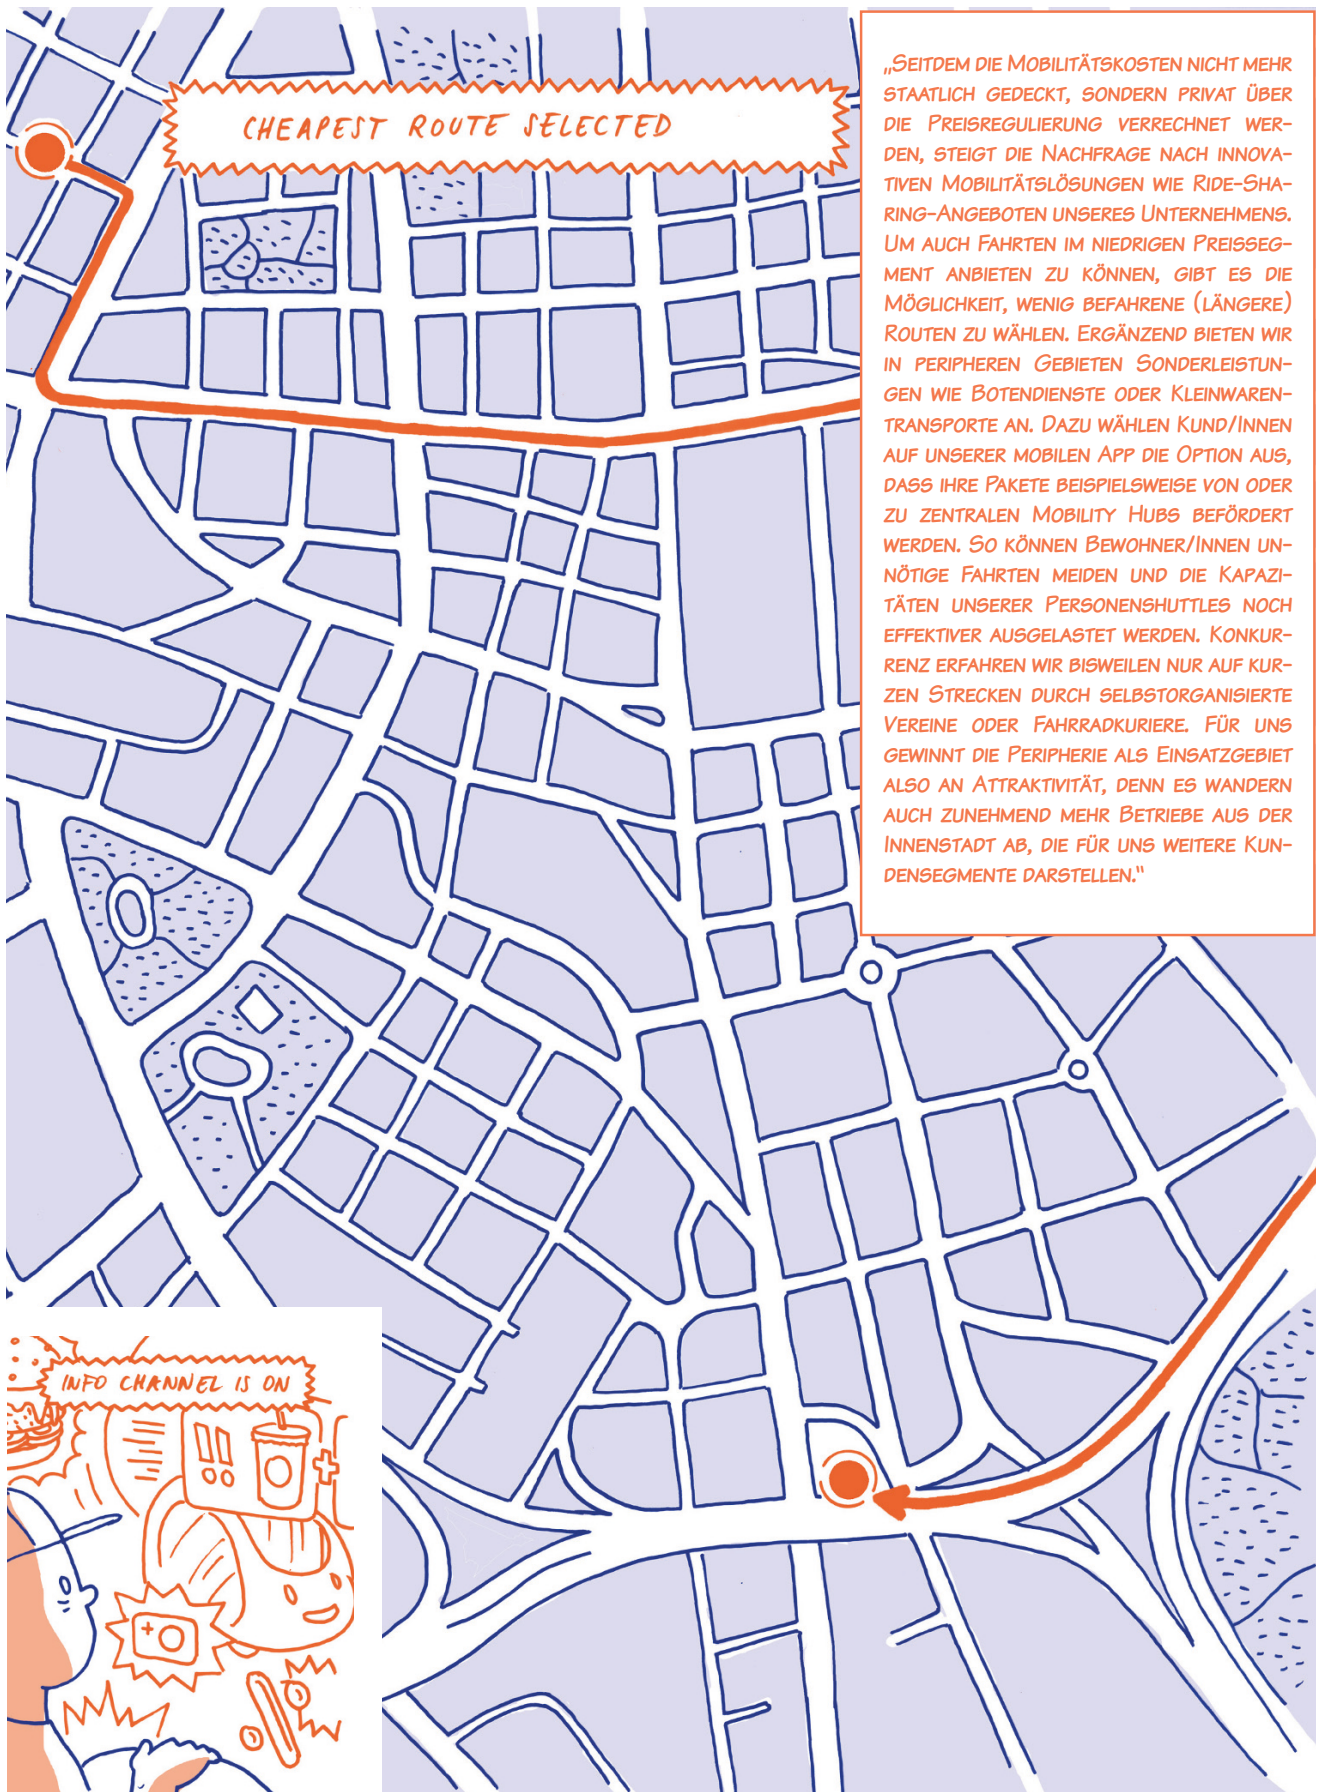 CHEAPEST ROUTE SELECTED
„Seitdem die Mobilitätskosten nicht mehr
staatlich gedeckt, sondern privat über
die Preisregulierung verrechnet wer-
den, steigt die Nachfrage nach innova-
tiven Mobilitätslösungen wie Ride-Sha-
ring-Angeboten unseres Unternehmens.
Um auch Fahrten im niedrigen Preisseg-
ment anbieten zu können, gibt es die
Möglichkeit, wenig befahrene (längere)
Routen zu wählen. Ergänzend bieten wir
in peripheren Gebieten Sonderleistun-
gen wie Botendienste oder Kleinwaren-
transporte an. Dazu wählen Kund/Innen
auf unserer mobilen App die Option aus,
dass ihre Pakete beispielsweise von oder
zu zentralen Mobility Hubs befördert
werden. So können Bewohner/Innen un-
nötige Fahrten meiden und die Kapazi-
täten unserer Personenshuttles noch
effektiver ausgelastet werden. Konkur-
renz erfahren wir bisweilen nur auf kur-
zen Strecken durch selbstorganisierte
Vereine oder Fahrradkuriere. Für uns
gewinnt die Peripherie als Einsatzgebiet
also an Attraktivität, denn es wandern
auch zunehmend mehr Betriebe aus der
Innenstadt ab, die für uns weitere Kun-
densegmente darstellen."
INFO CHANNEL IS ON